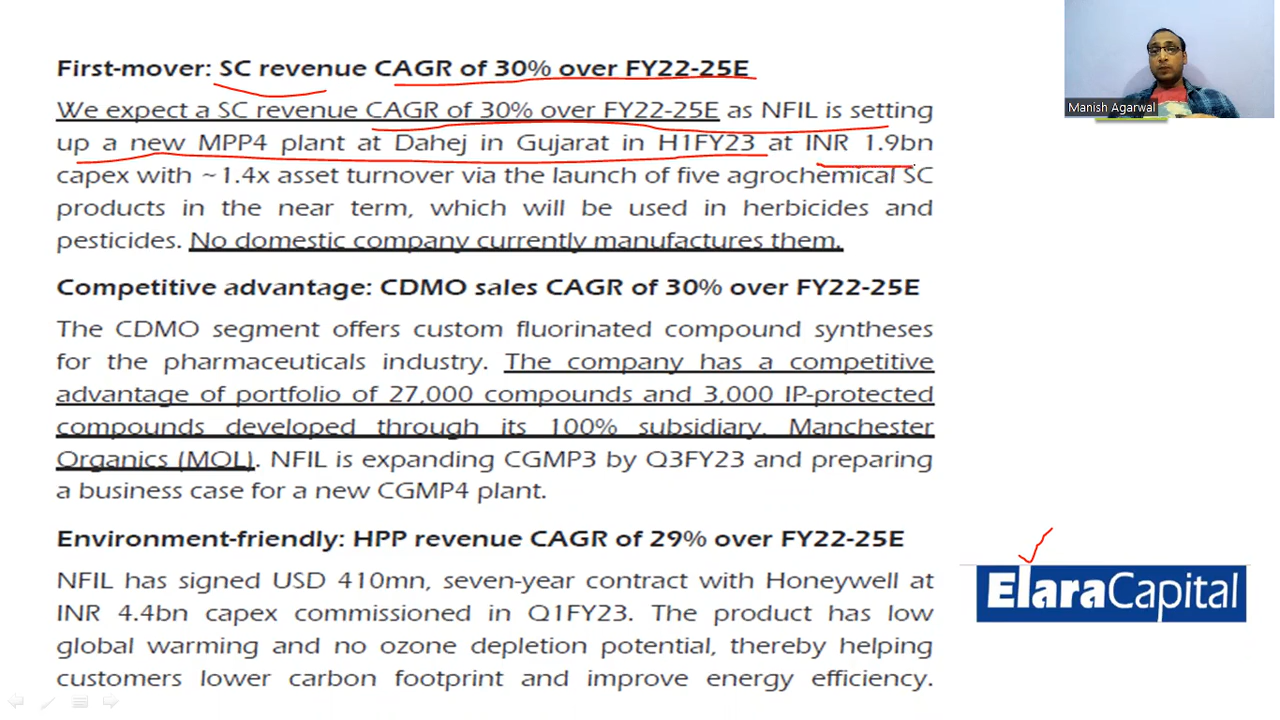 First-mover: SC revenue CAGR of 30% over FY22-25E
We expect a SC revenue CAGR of 30% over FY22-25E as NFIL is setting
up a new MPP4 plant at Dahej in Gujarat in H1FY23 at INR 1.9bn
capex with ~1.4x asset turnover via the launch of five agrochemical SC
products in the near term, which will be used in herbicides and
pesticides. No domestic company currently manufactures them.
Competitive advantage: CDMO sales CAGR of 30% over FY22-25E
The CDMO segment offers custom fluorinated compound syntheses
for the pharmaceuticals industry. The company has a competitive
advantage of portfolio of 27,000 compounds and 3,000 IP-protected
compounds developed through its 100% subsidiary, Manchester
Organics (MOL). NFIL is expanding CGMP3 by Q3FY23 and preparing
a business case for a new CGMP4 plant.
Environment-friendly: HPP revenue CAGR of 29% over FY22-25E
NFIL has signed USD 410mn, seven-year contract with Honeywell at
INR 4.4bn capex commissioned in Q1FY23. The product has low
global warming and no ozone depletion potential, thereby helping
customers lower carbon footprint and improve energy efficiency.
Manish Agarwal
ElaraCapital